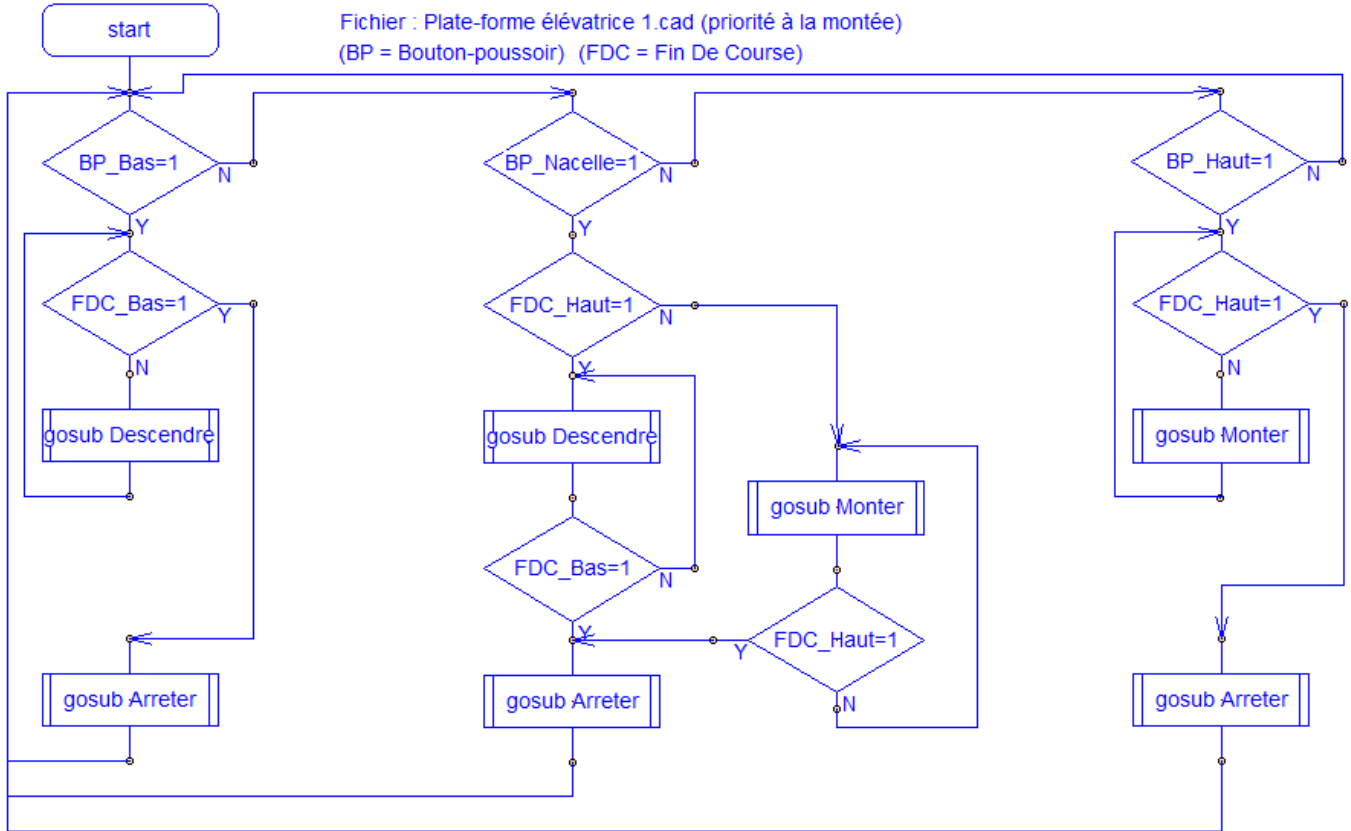 start
Fichier : Plate-forme élévatrice 1.cad (priorité à la montée)
(BP = Bouton-poussoir) (FDC = Fin De Course)
BP_Bas=1
N
Y
FDC_Bas=1
Y
N
gosub Descendre
gosub Arreter
BP_Nacelle=1
N
Y
FDC_Haut=1
N
Y
gosub Descendre
FDC_Bas=1
N
Y
gosub Arreter
gosub Monter
FDC_Haut=1
Y
N
BP_Haut=1
N
Y
FDC_Haut=1
Y
N
gosub Monter
gosub Arreter